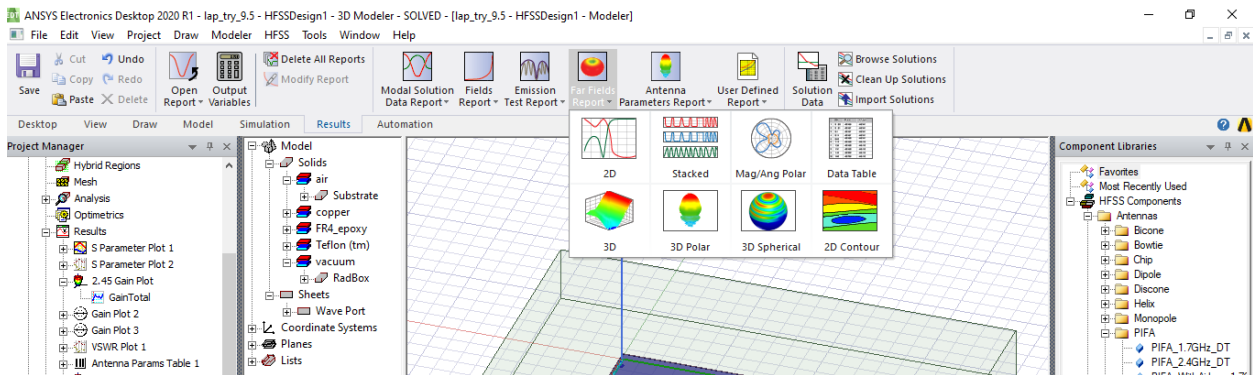 ANSYS Electronics Desktop 2020 R1 - lap_try_9.5 - HFSSDesign1 - 3D Modeler - SOLVED - [lap_try_9.5 - HFSSDesign1 - Modeler]
File Edit View Project Draw Modeler HFSS Tools Window Help
Save
Cut Undo
Copy Redo
Paste Delete
Open Report
Output Variables
Delete All Reports
Modify Report
Modal Solution Data Report
Fields Report
Emission Test Report
Far Fields Report
Antenna Parameters Report
User Defined Report
Solution Data
Browse Solutions
Clean Up Solutions
Import Solutions
Desktop View Draw Model Simulation Results Automation
Project Manager
Hybrid Regions
Mesh
Analysis
Optimetrics
Results
S Parameter Plot 1
S Parameter Plot 2
2.45 Gain Plot
GainTotal
Gain Plot 2
Gain Plot 3
VSWR Plot 1
Antenna Params Table 1
Model
Solids
air
Substrate
copper
FR4_epoxy
Teflon (tm)
vacuum
RadBox
Sheets
Wave Port
Coordinate Systems
Planes
Lists
2D Stacked Mag/Ang Polar Data Table
3D 3D Polar 3D Spherical 2D Contour
Component Libraries
Favorites
Most Recently Used
HFSS Components
Antennas
Bicone
Bowtie
Chip
Dipole
Discone
Helix
Monopole
PIFA
PIFA_1.7GHz_DT
PIFA_2.4GHz_DT